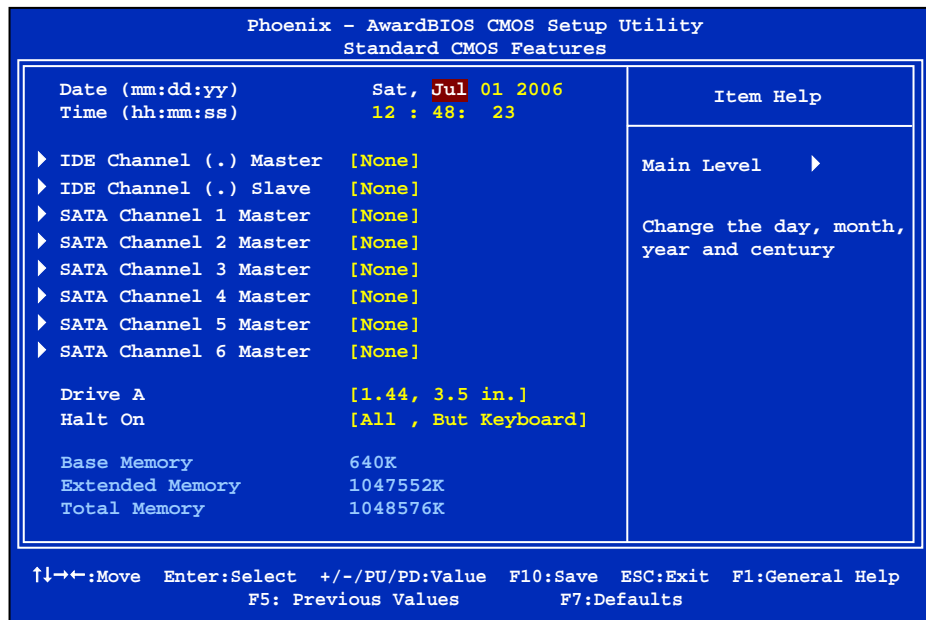 Phoenix – AwardBIOS CMOS Setup Utility
Standard CMOS Features
Date (mm:dd:yy) Sat, Jul 01 2006
Time (hh:mm:ss) 12 : 48: 23
IDE Channel (.) Master [None]
IDE Channel (.) Slave [None]
SATA Channel 1 Master [None]
SATA Channel 2 Master [None]
SATA Channel 3 Master [None]
SATA Channel 4 Master [None]
SATA Channel 5 Master [None]
SATA Channel 6 Master [None]
Drive A [1.44, 3.5 in.]
Halt On [All , But Keyboard]
Base Memory 640K
Extended Memory 1047552K
Total Memory 1048576K
Item Help
Main Level
Change the day, month,
year and century
↑↓→←:Move Enter:Select +/-/PU/PD:Value F10:Save ESC:Exit F1:General Help
F5: Previous Values F7:Defaults